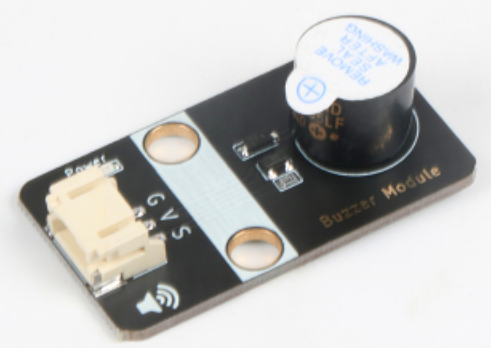 REMOVE
SEAL
AFTER
WASHING
+
Power
G V S
Buzzer Module